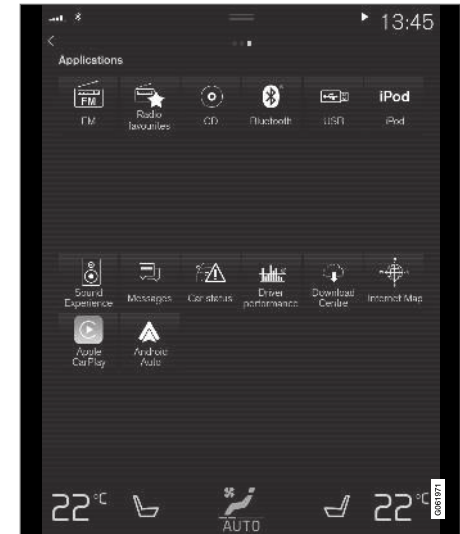 13:45
Applications
FM
iPod
FM
Radio
favourites
CD
Bluetooth
USB
iPod
Sound
Experience
Messages
Car status
Driver
performance
Download
Centre
Internet Map
Apple
CarPlay
Android
Auto
22°C
AUTO
22°C
G061971